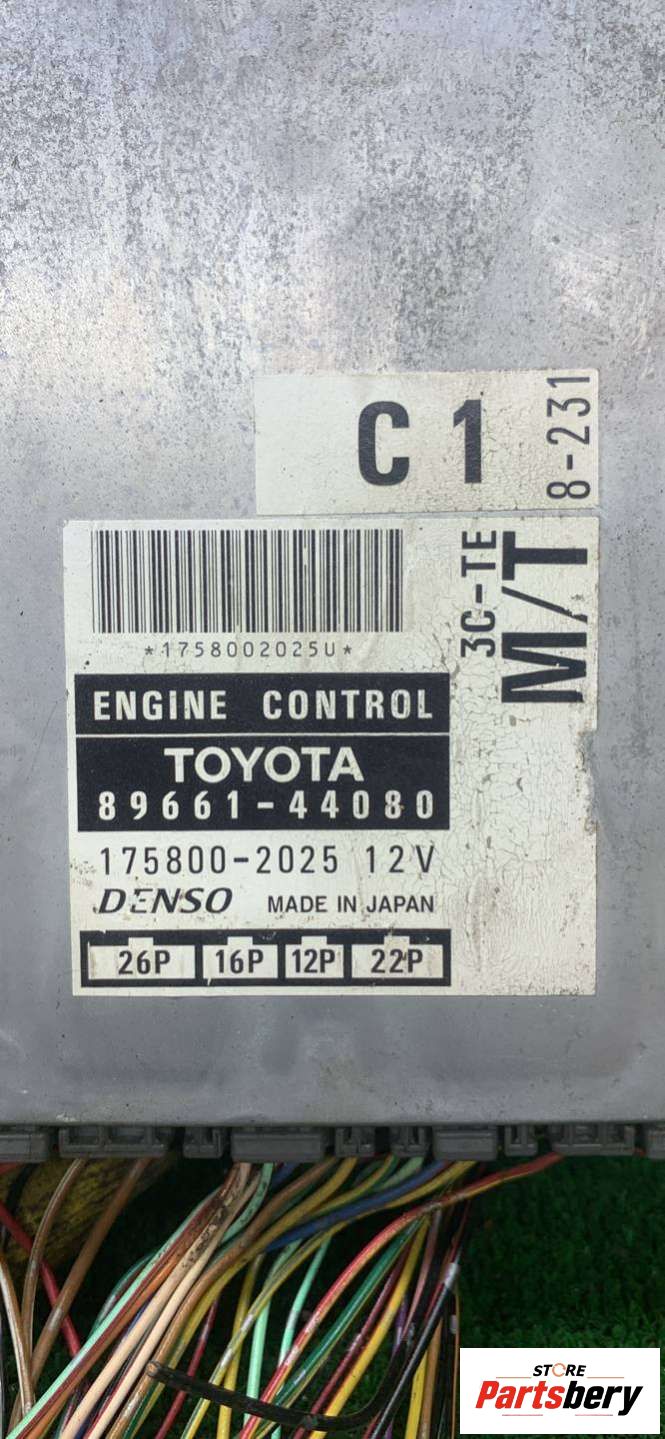 C1
8-231
3C-TE
M/T
*1758002025U*
ENGINE CONTROL
TOYOTA
89661-44080
175800-2025 12V
DENSO MADE IN JAPAN
26P 16P 12P 22P
STORE
Partsbery